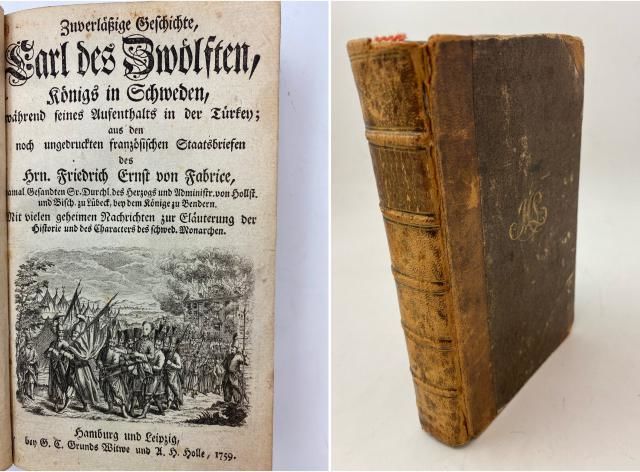 Zuverläßige Geschichte,
Carl des Zwölften,
Königs in Schweden,
während seines Aufenthalts in der Türkey;
aus den
noch ungedruckten französischen Staatsbriefen
des
Hrn. Friedrich Ernst von Fabrice,
damal. Gesandten Sr. Durchl. des Herzogs und Administr. von Hollst.
und Bisch. zu Lübeck, bey dem Könige zu Bendern.
Mit vielen geheimen Nachrichten zur Eläuterung der
Historie und des Characters des schwed. Monarchen.
Hamburg und Leipzig,
bey G. C. Grunds Witwe und A. H. Holle, 1759.